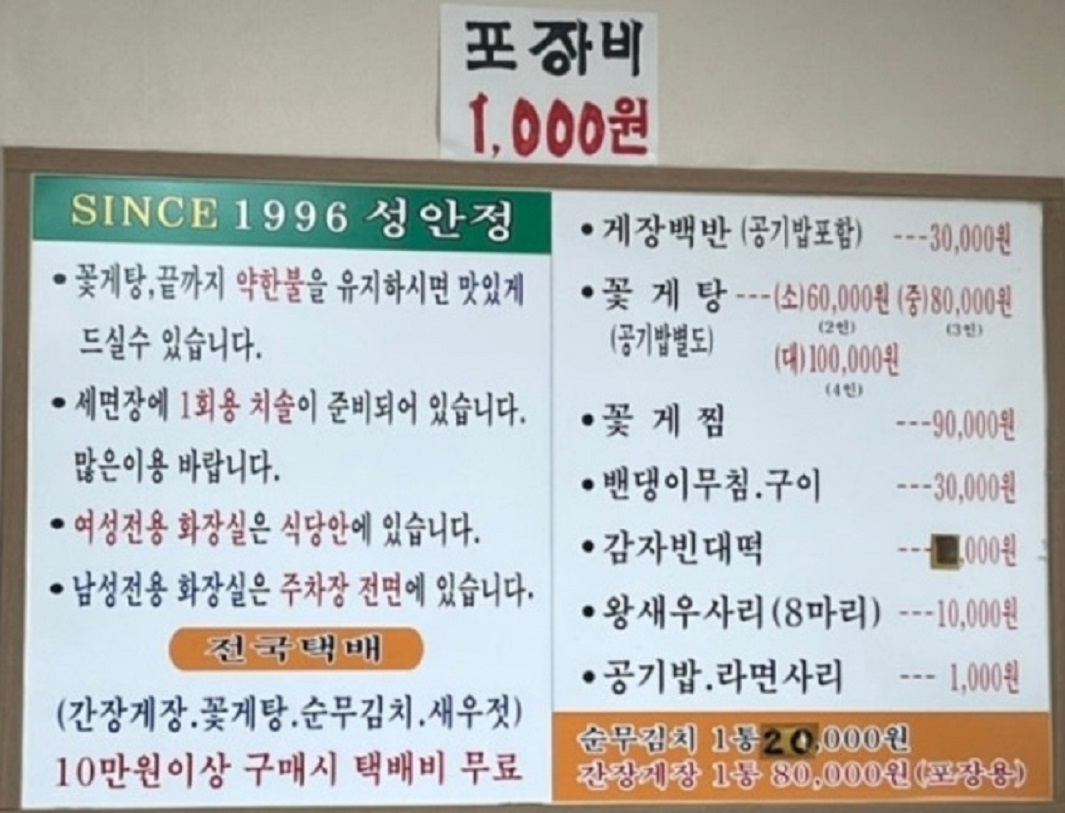 포장비
1,000원
SINCE 1996 성안정
• 꽃게탕,끝까지 약한불을 유지하시면 맛있게
드실수 있습니다.
• 세면장에 1회용 치솔이 준비되어 있습니다.
많은이용 바랍니다.
• 여성전용 화장실은 식당안에 있습니다.
• 남성전용 화장실은 주차장 전면에 있습니다.
전국택배
(간장게장.꽃게탕.순무김치.새우젓)
10만원이상 구매시 택배비 무료
• 게장백반 (공기밥포함) ---30,000원
• 꽃 게 탕 ---(소)60,000원 (중)80,000원
(2인) (3인)
(공기밥별도) (대)100,000원
(4인)
• 꽃 게 찜 ---90,000원
• 밴댕이무침.구이 ---30,000원
• 감자빈대떡 --- ,000원
• 왕새우사리(8마리) ---10,000원
• 공기밥.라면사리 --- 1,000원
순무김치 1통 20,000원
간장게장 1통 80,000원(포장용)